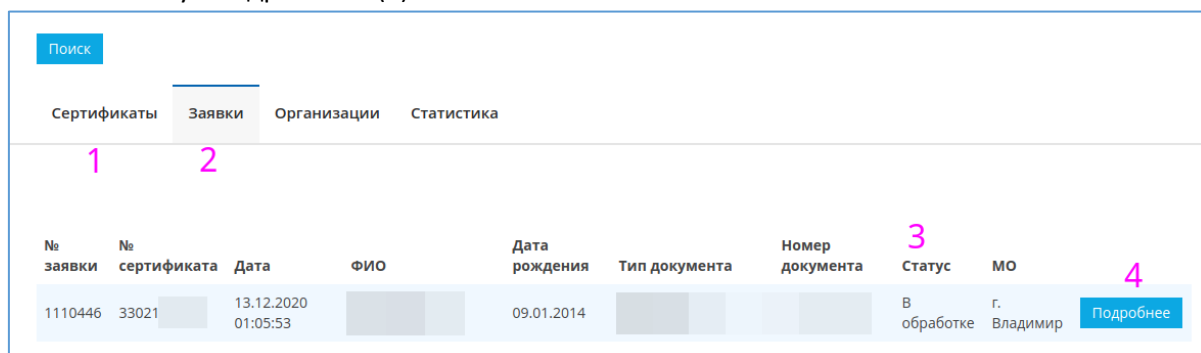 Поиск
Сертификаты Заявки Организации Статистика
1 2
3
4
№ заявки № сертификата Дата ФИО Дата рождения Тип документа Номер документа Статус МО
1110446 33021 13.12.2020 01:05:53 09.01.2014 В обработке г. Владимир Подробнее